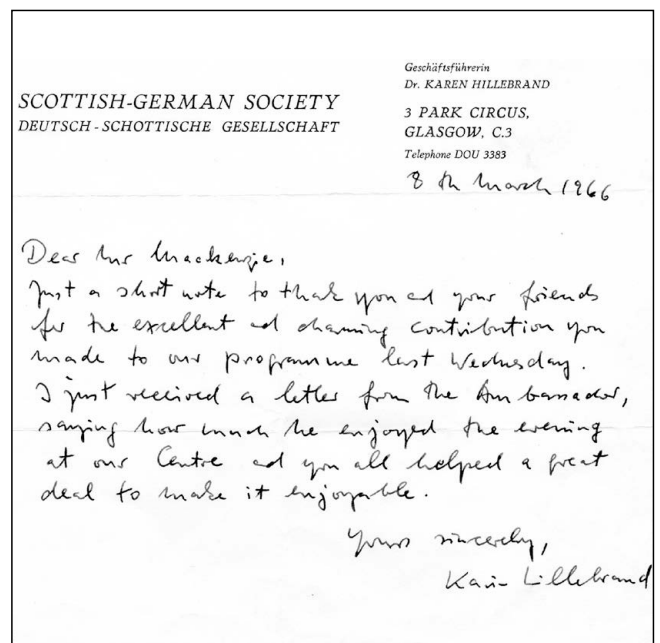 Geschäftsführerin
Dr. KAREN HILLEBRAND
SCOTTISH-GERMAN SOCIETY
DEUTSCH-SCHOTTISCHE GESELLSCHAFT
3 PARK CIRCUS,
GLASGOW, C.3
Telephone DOU 3383
8th March 1966
Dear Mr Mackenzie,
Just a short note to thank you and your friends
for the excellent and charming contribution you
made to our programme last Wednesday.
I just received a letter from the Ambassador,
saying how much he enjoyed the evening
at our Centre and you all helped a great
deal to make it enjoyable.
Yours sincerely,
Karen Hillebrand